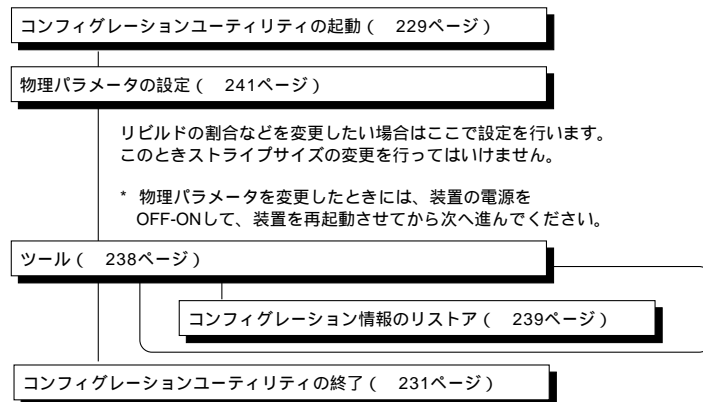 コンフィグレーションユーティリティの起動( 229ページ)
物理パラメータの設定( 241ページ)
リビルドの割合などを変更したい場合はここで設定を行います。
このときストライプサイズの変更を行ってはいけません。
* 物理パラメータを変更したときには、装置の電源を
OFF-ONして、装置を再起動させてから次へ進んでください。
ツール( 238ページ)
コンフィグレーション情報のリストア( 239ページ)
コンフィグレーションユーティリティの終了( 231ページ)